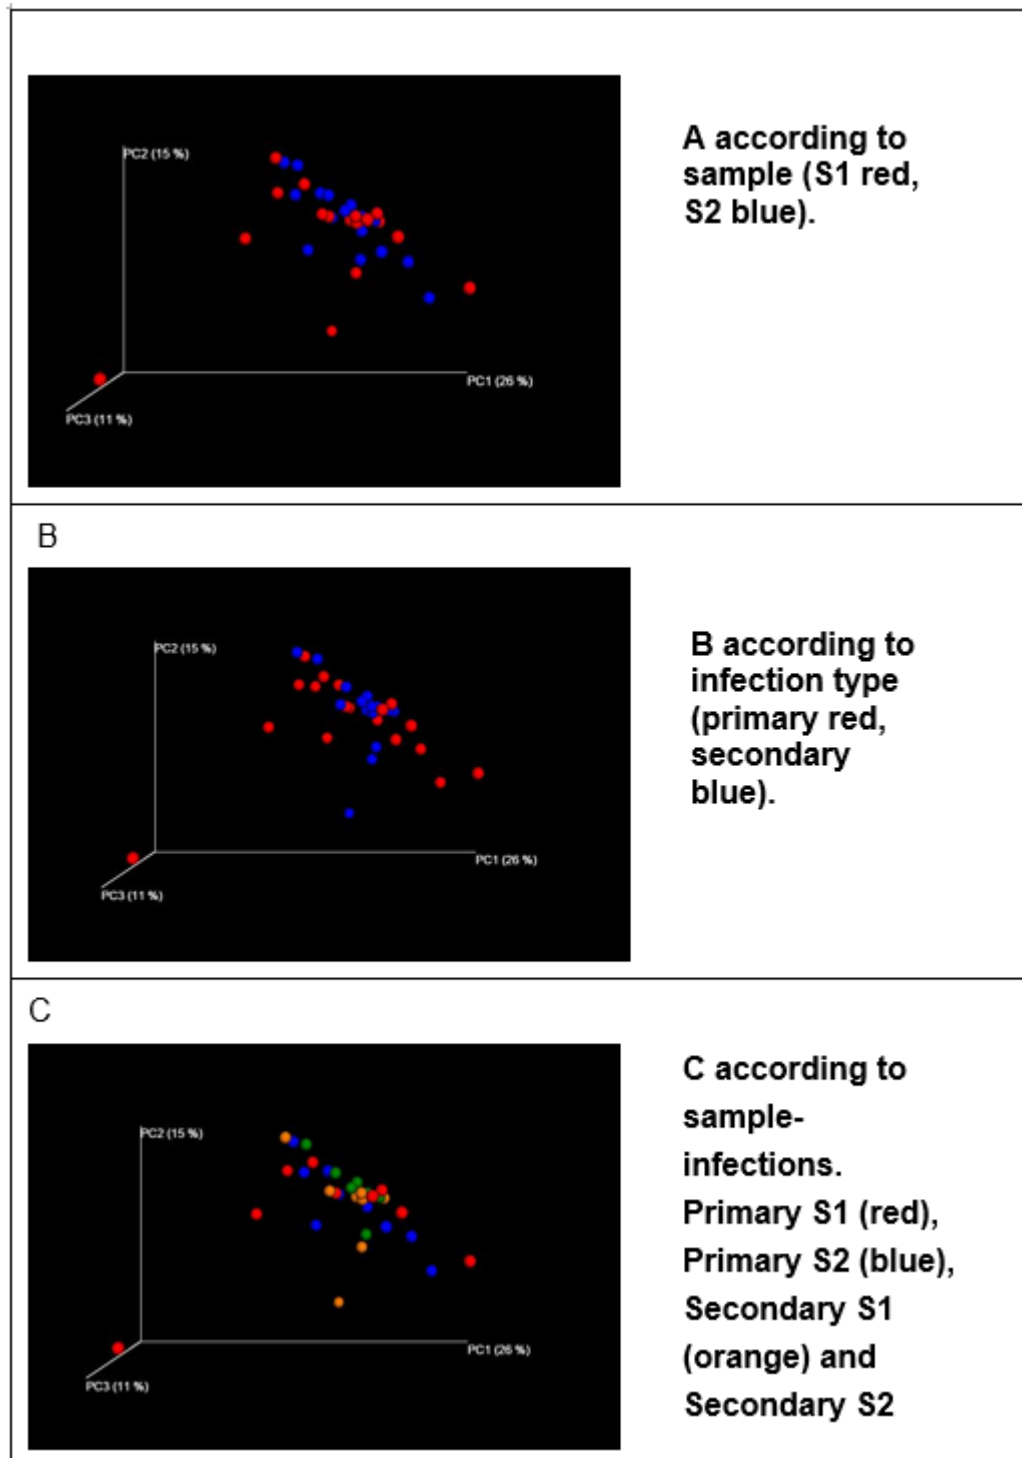 A according to
sample (S1 red,
S2 blue).
PC2 (15 %)
PC1 (26 %)
PC3 (11 %)
B
B according to
infection type
(primary red,
secondary
blue).
PC2 (15 %)
PC1 (26 %)
PC3 (11 %)
C
C according to
sample-
infections.
Primary S1 (red),
Primary S2 (blue),
Secondary S1
(orange) and
Secondary S2
PC2 (15 %)
PC1 (26 %)
PC3 (11 %)